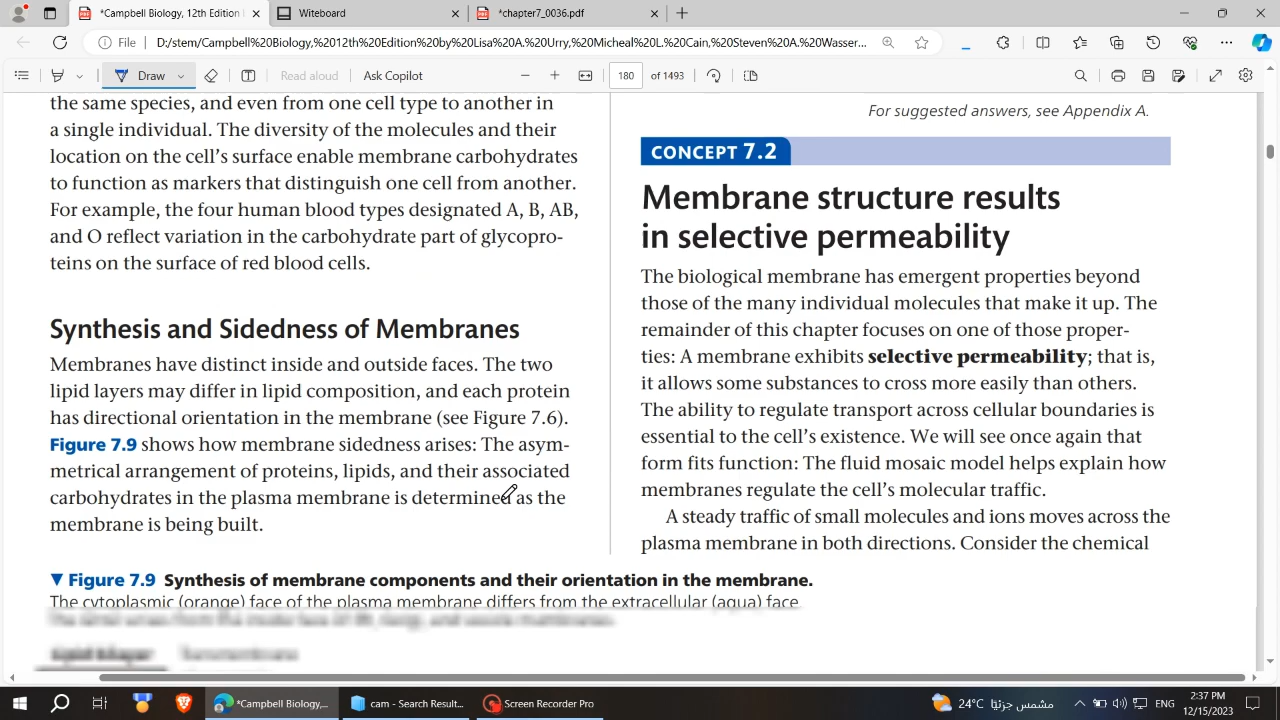 *Campbell Biology, 12th Edition
Witeboard
*chapter7_0036.pdf
File
D:/stem/Campbell%20Biology,%2012th%20Edition%20by%20Lisa%20A.%20Urry,%20Micheal%20L.%20Cain,%20Steven%20A.%20Wasser...
Draw
Read aloud
Ask Copilot
180 of 1493
the same species, and even from one cell type to another in
a single individual. The diversity of the molecules and their
location on the cell's surface enable membrane carbohydrates
to function as markers that distinguish one cell from another.
For example, the four human blood types designated A, B, AB,
and O reflect variation in the carbohydrate part of glycopro-
teins on the surface of red blood cells.
Synthesis and Sidedness of Membranes
Membranes have distinct inside and outside faces. The two
lipid layers may differ in lipid composition, and each protein
has directional orientation in the membrane (see Figure 7.6).
Figure 7.9 shows how membrane sidedness arises: The asym-
metrical arrangement of proteins, lipids, and their associated
carbohydrates in the plasma membrane is determined as the
membrane is being built.
For suggested answers, see Appendix A.
CONCEPT 7.2
Membrane structure results
in selective permeability
The biological membrane has emergent properties beyond
those of the many individual molecules that make it up. The
remainder of this chapter focuses on one of those proper-
ties: A membrane exhibits selective permeability; that is,
it allows some substances to cross more easily than others.
The ability to regulate transport across cellular boundaries is
essential to the cell's existence. We will see once again that
form fits function: The fluid mosaic model helps explain how
membranes regulate the cell's molecular traffic.
A steady traffic of small molecules and ions moves across the
plasma membrane in both directions. Consider the chemical
▼ Figure 7.9 Synthesis of membrane components and their orientation in the membrane.
The cytoplasmic (orange) face of the plasma membrane differs from the extracellular (aqua) face.
*Campbell Biology,...
cam - Search Result...
Screen Recorder Pro
24°C مشمس جزئيًا
ENG
2:37 PM
12/15/2023